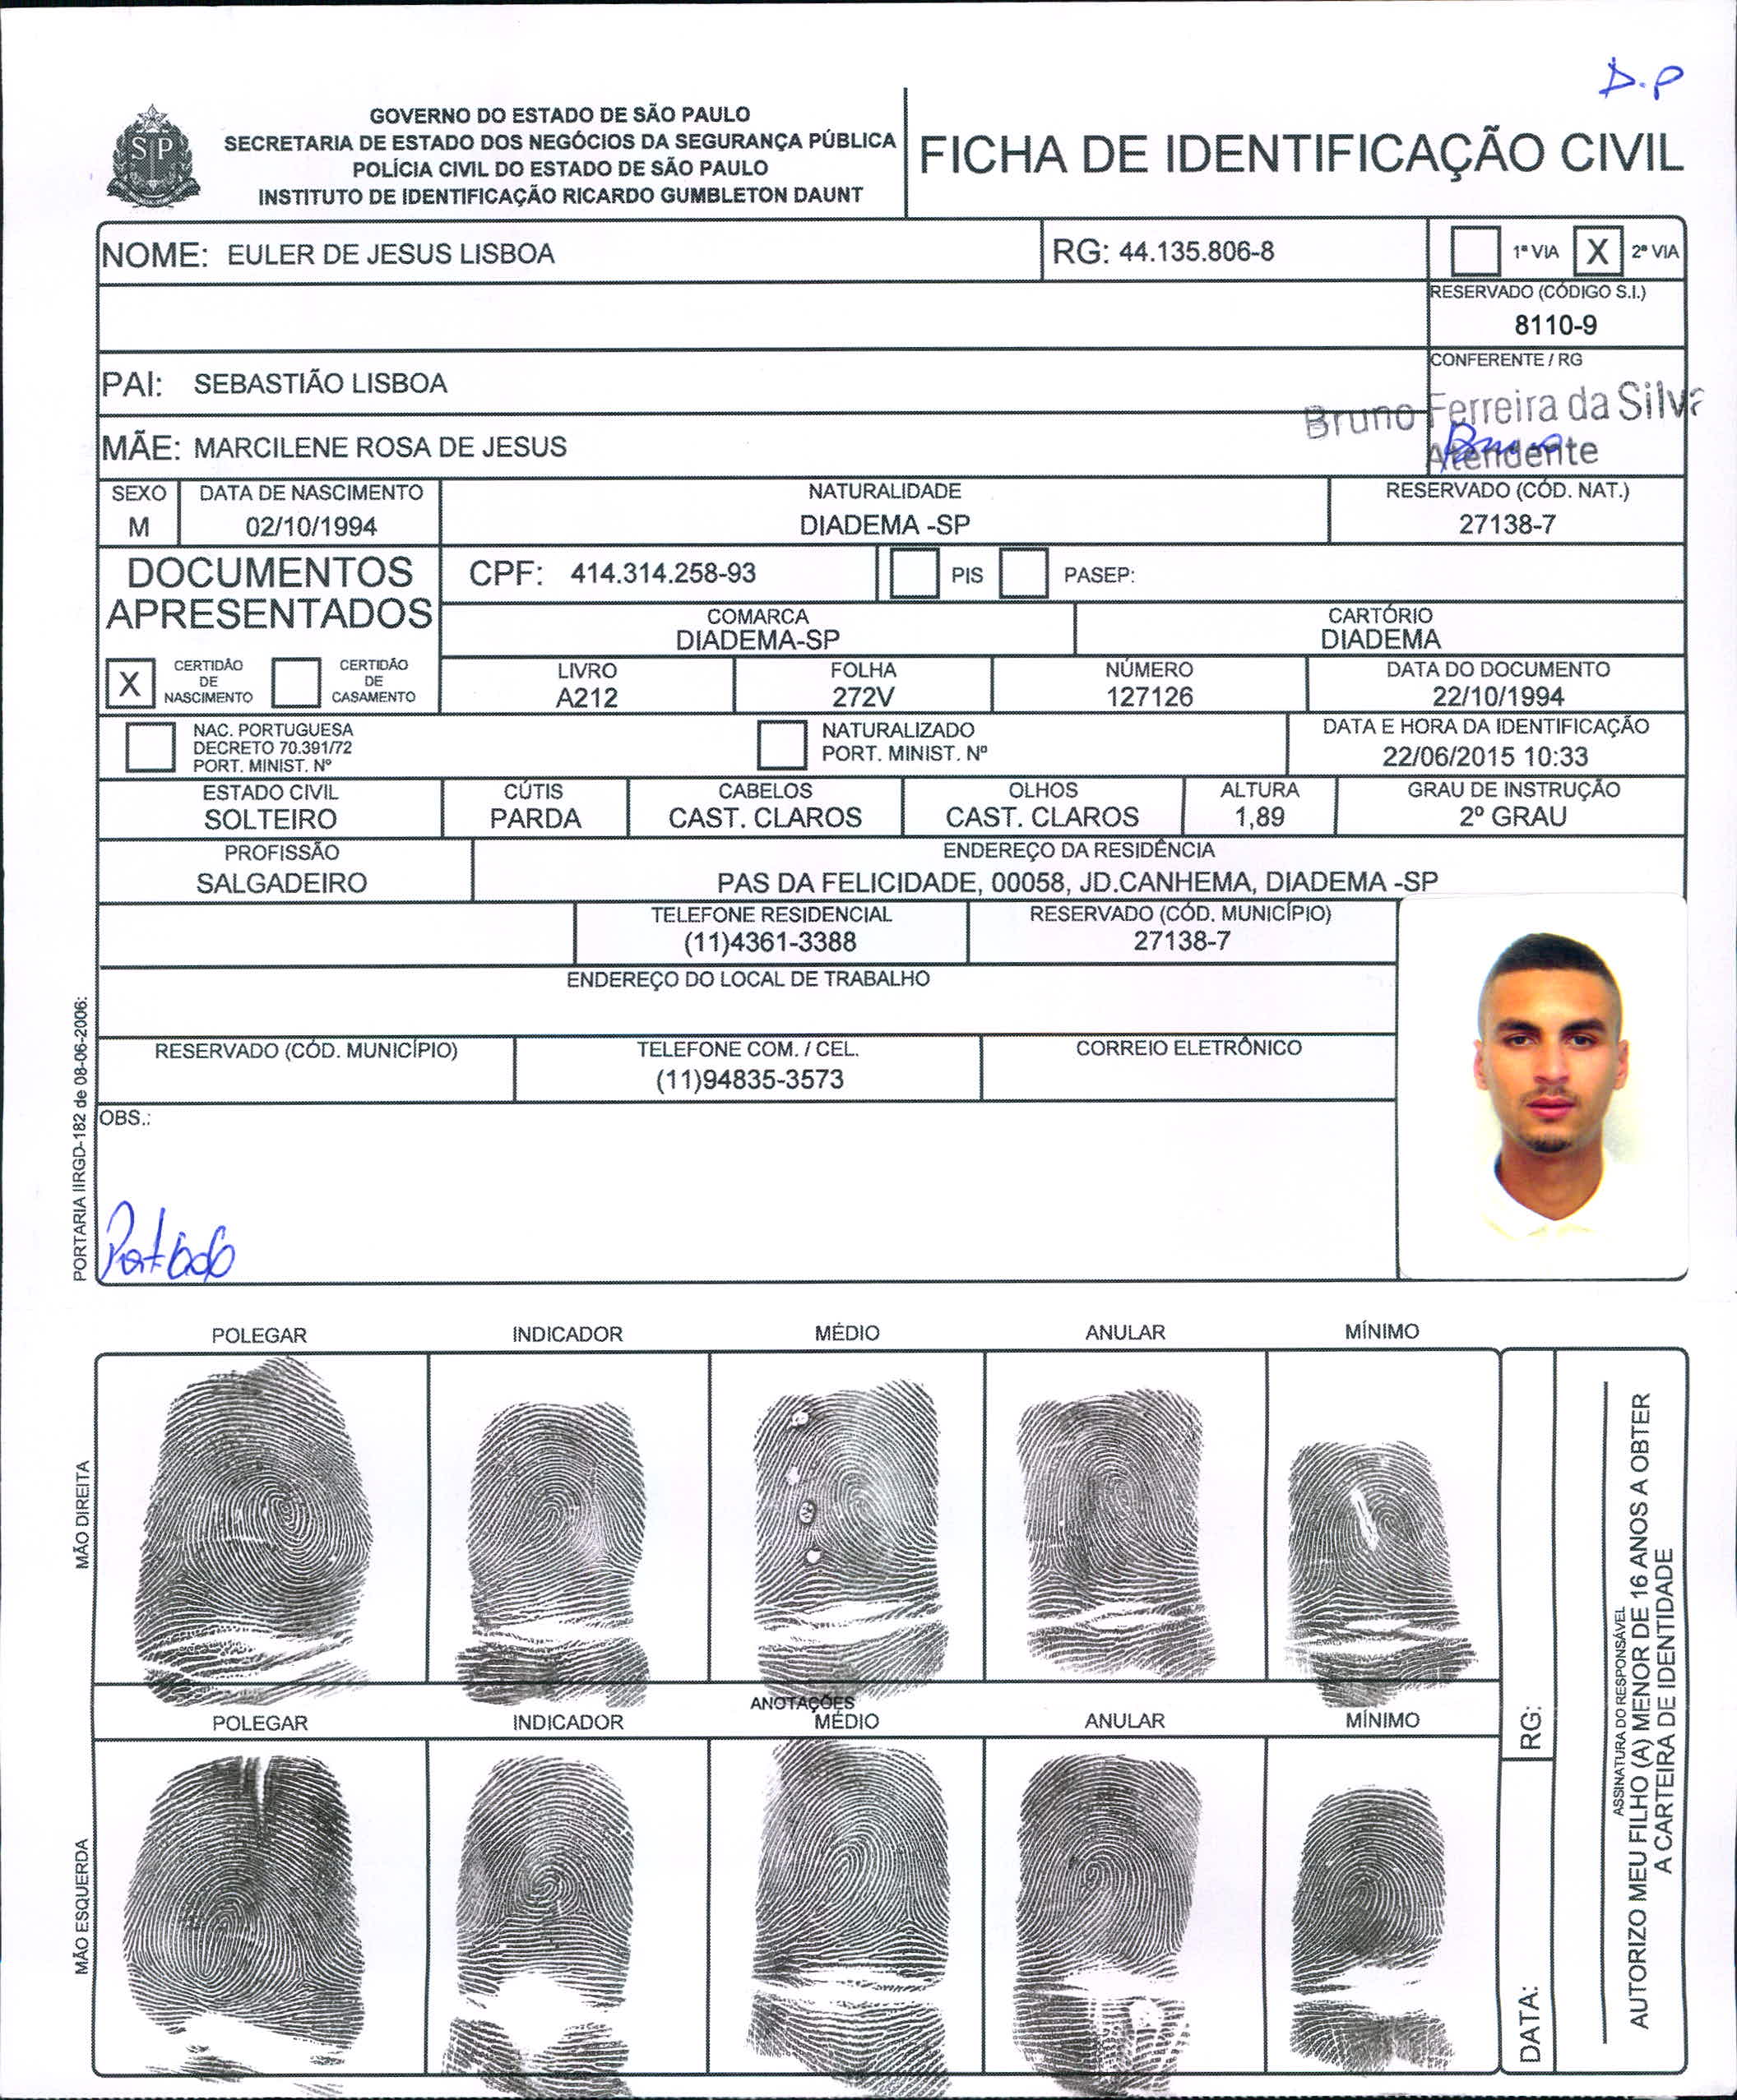 D.P
GOVERNO DO ESTADO DE SÃO PAULO
SECRETARIA DE ESTADO DOS NEGÓCIOS DA SEGURANÇA PÚBLICA
POLÍCIA CIVIL DO ESTADO DE SÃO PAULO
INSTITUTO DE IDENTIFICAÇÃO RICARDO GUMBLETON DAUNT
SP
FICHA DE IDENTIFICAÇÃO CIVIL
NOME: EULER DE JESUS LISBOA
RG: 44.135.806-8
1ª VIA X 2ª VIA
RESERVADO (CÓDIGO S.I.)
8110-9
PAI: SEBASTIÃO LISBOA
CONFERENTE / RG
Bruno Ferreira da Silva
Atendente
MÃE: MARCILENE ROSA DE JESUS
SEXO
M
DATA DE NASCIMENTO
02/10/1994
NATURALIDADE
DIADEMA -SP
RESERVADO (CÓD. NAT.)
27138-7
DOCUMENTOS
APRESENTADOS
CPF: 414.314.258-93
PIS
PASEP:
COMARCA
DIADEMA-SP
CARTÓRIO
DIADEMA
X
CERTIDÃO
DE
NASCIMENTO
CERTIDÃO
DE
CASAMENTO
LIVRO
A212
FOLHA
272V
NÚMERO
127126
DATA DO DOCUMENTO
22/10/1994
NAC. PORTUGUESA
DECRETO 70.391/72
PORT. MINIST. Nº
NATURALIZADO
PORT. MINIST. Nº
DATA E HORA DA IDENTIFICAÇÃO
22/06/2015 10:33
ESTADO CIVIL
SOLTEIRO
CÚTIS
PARDA
CABELOS
CAST. CLAROS
OLHOS
CAST. CLAROS
ALTURA
1,89
GRAU DE INSTRUÇÃO
2º GRAU
PROFISSÃO
SALGADEIRO
ENDEREÇO DA RESIDÊNCIA
PAS DA FELICIDADE, 00058, JD.CANHEMA, DIADEMA -SP
TELEFONE RESIDENCIAL
(11)4361-3388
RESERVADO (CÓD. MUNICÍPIO)
27138-7
ENDEREÇO DO LOCAL DE TRABALHO
RESERVADO (CÓD. MUNICÍPIO)
TELEFONE COM. / CEL.
(11)94835-3573
CORREIO ELETRÔNICO
OBS.:
PORTARIA IIRGD-182 de 08-06-2006:
POLEGAR
INDICADOR
MÉDIO
ANULAR
MÍNIMO
MÃO DIREITA
ANOTAÇÕES
POLEGAR
INDICADOR
MÉDIO
ANULAR
MÍNIMO
MÃO ESQUERDA
RG:
DATA:
ASSINATURA DO RESPONSÁVEL
AUTORIZO MEU FILHO (A) MENOR DE 16 ANOS A OBTER
A CARTEIRA DE IDENTIDADE